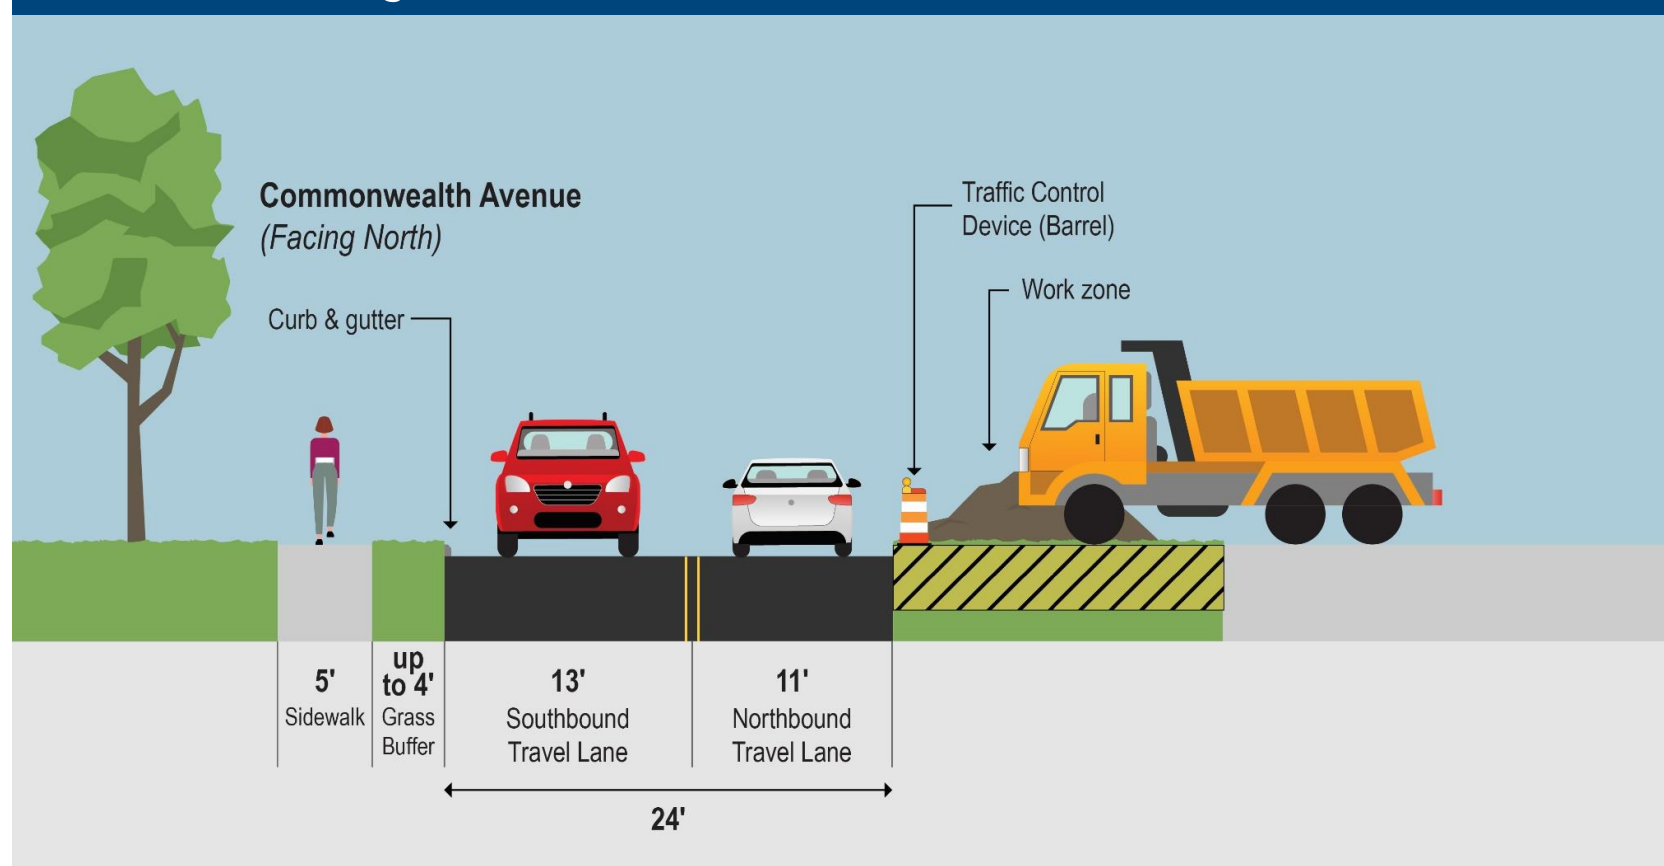 Commonwealth Avenue
(Facing North)
Curb & gutter
Traffic Control
Device (Barrel)
Work zone
5'
Sidewalk
up
to 4'
Grass
Buffer
13'
Southbound
Travel Lane
11'
Northbound
Travel Lane
24'